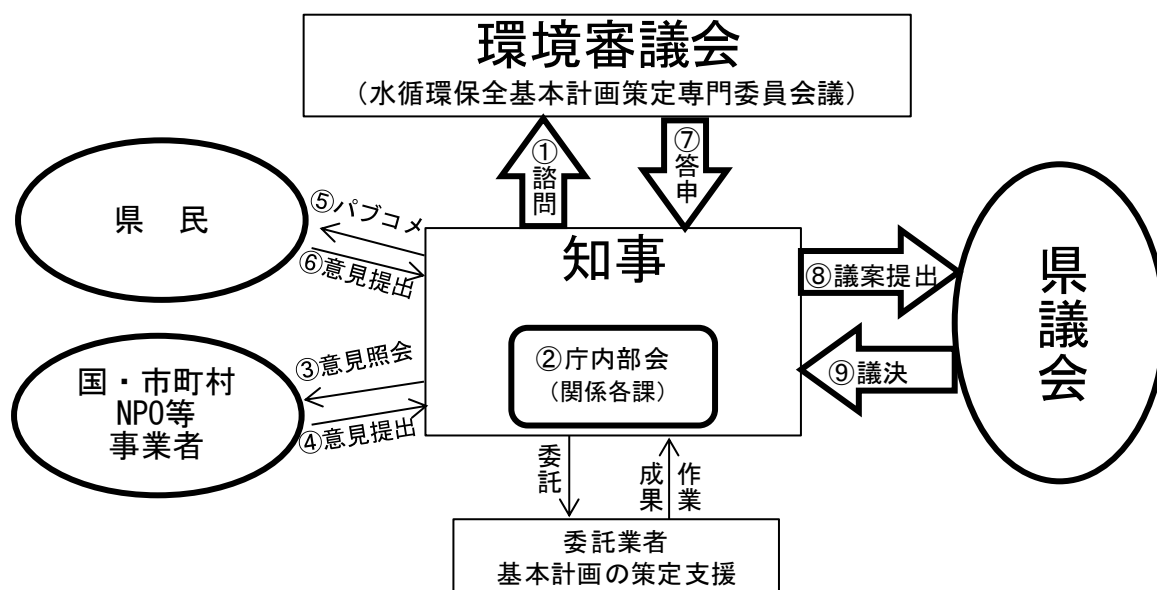 環境審議会
（水循環保全基本計画策定専門委員会議）
①諮問
⑦答申
県　民
⑤パブコメ
⑥意見提出
知事
②庁内部会
（関係各課）
⑧議案提出
⑨議決
県議会
国・市町村
NPO等
事業者
③意見照会
④意見提出
委託
作業
成果
委託業者
基本計画の策定支援